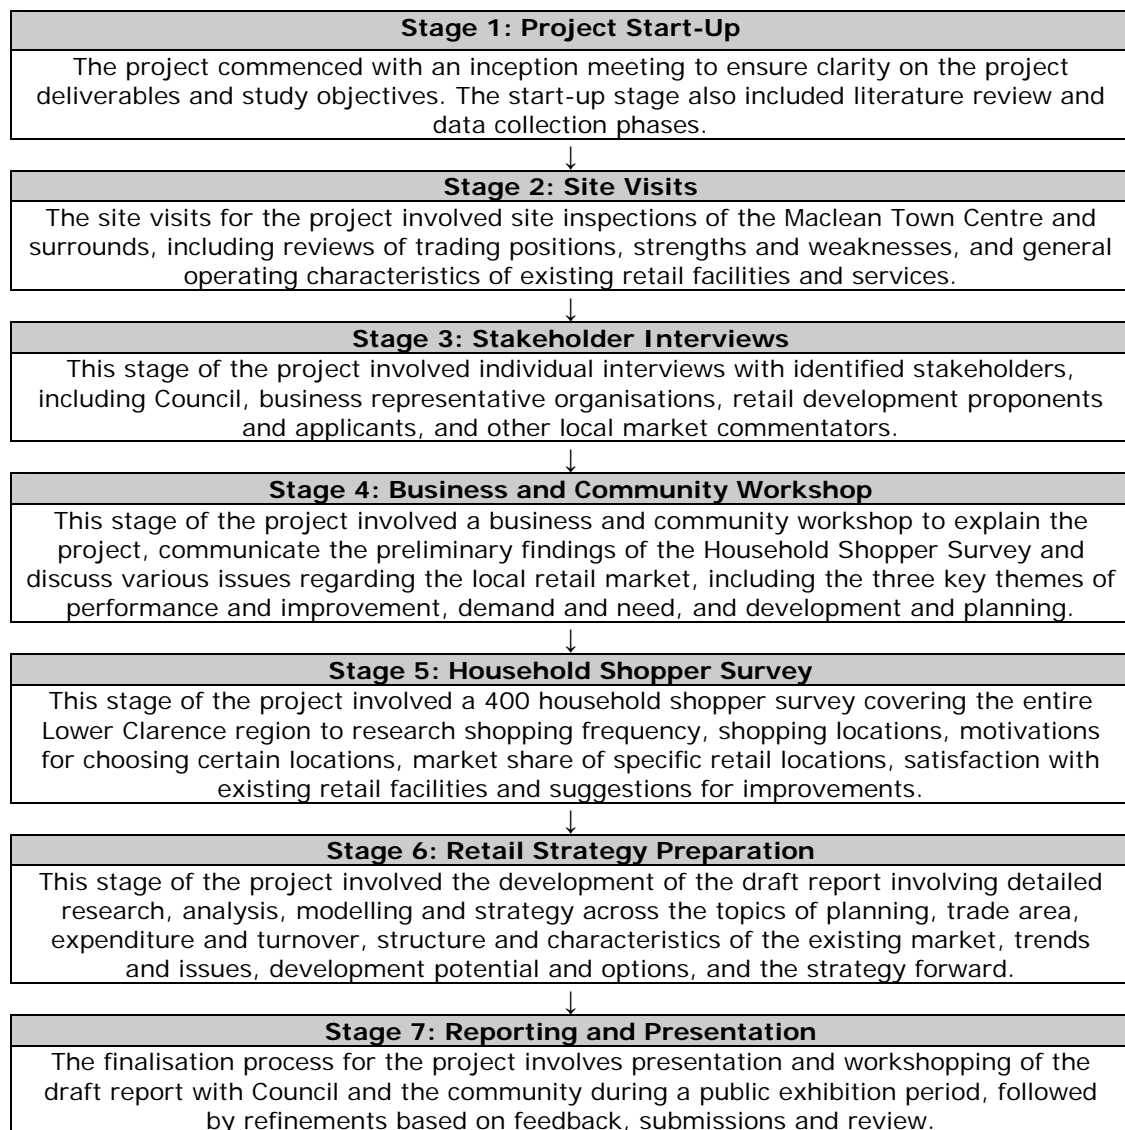 Stage 1: Project Start-Up
The project commenced with an inception meeting to ensure clarity on the project
deliverables and study objectives. The start-up stage also included literature review and
data collection phases.
↓
Stage 2: Site Visits
The site visits for the project involved site inspections of the Maclean Town Centre and
surrounds, including reviews of trading positions, strengths and weaknesses, and general
operating characteristics of existing retail facilities and services.
↓
Stage 3: Stakeholder Interviews
This stage of the project involved individual interviews with identified stakeholders,
including Council, business representative organisations, retail development proponents
and applicants, and other local market commentators.
↓
Stage 4: Business and Community Workshop
This stage of the project involved a business and community workshop to explain the
project, communicate the preliminary findings of the Household Shopper Survey and
discuss various issues regarding the local retail market, including the three key themes of
performance and improvement, demand and need, and development and planning.
↓
Stage 5: Household Shopper Survey
This stage of the project involved a 400 household shopper survey covering the entire
Lower Clarence region to research shopping frequency, shopping locations, motivations
for choosing certain locations, market share of specific retail locations, satisfaction with
existing retail facilities and suggestions for improvements.
↓
Stage 6: Retail Strategy Preparation
This stage of the project involved the development of the draft report involving detailed
research, analysis, modelling and strategy across the topics of planning, trade area,
expenditure and turnover, structure and characteristics of the existing market, trends
and issues, development potential and options, and the strategy forward.
↓
Stage 7: Reporting and Presentation
The finalisation process for the project involves presentation and workshopping of the
draft report with Council and the community during a public exhibition period, followed
by refinements based on feedback, submissions and review.